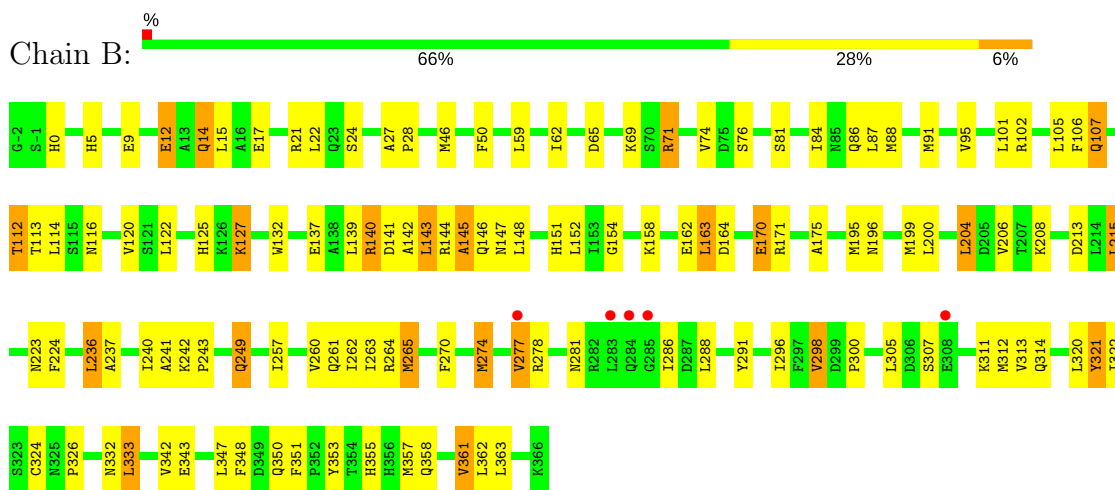 %
Chain B:
66% 28% 6%
G-2 S-1 H0 H5 E9 E12 A13 Q14 L15 A16 E17 R21 L22 Q23 S24 A27 P28 M46 F50 L59 I62 D65 K69 S70 R71 V74 D75 S76 S81 I84 N85 Q86 L87 M88 M91 V95 L101 R102 L105 F106 Q107
T112 T113 L114 S115 N116 V120 S121 L122 H125 K126 K127 W132 E137 A138 L139 R140 D141 A142 L143 R144 A145 Q146 N147 L148 H151 L152 I153 G154 K158 E162 L163 D164 E170 R171 A175 M195 N196 M199 L200 L204 D205 V206 T207 K208 D213 L214 L215
N223 F224 L236 A237 I240 A241 K242 P243 Q249 I257 V260 Q261 I262 I263 R264 M265 F270 M274 V277 R278 N281 R282 L283 Q284 G285 I286 D287 L288 Y291 I296 F297 V298 D299 P300 L305 D306 S307 E308 K311 M312 V313 Q314 L320 Y321
S323 C324 N325 P326 N332 L333 V342 E343 L347 F348 D349 Q350 F351 P352 Y353 T354 H355 H356 M357 Q358 V361 L362 L363 K366